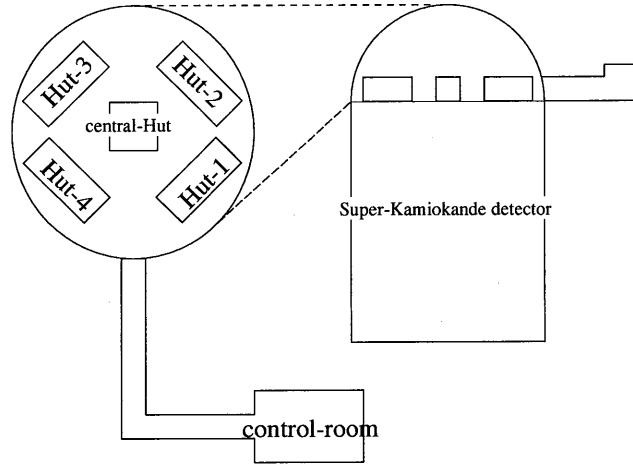 Hut-3
Hut-2
central-Hut
Hut-4
Hut-1
Super-Kamiokande detector
control-room